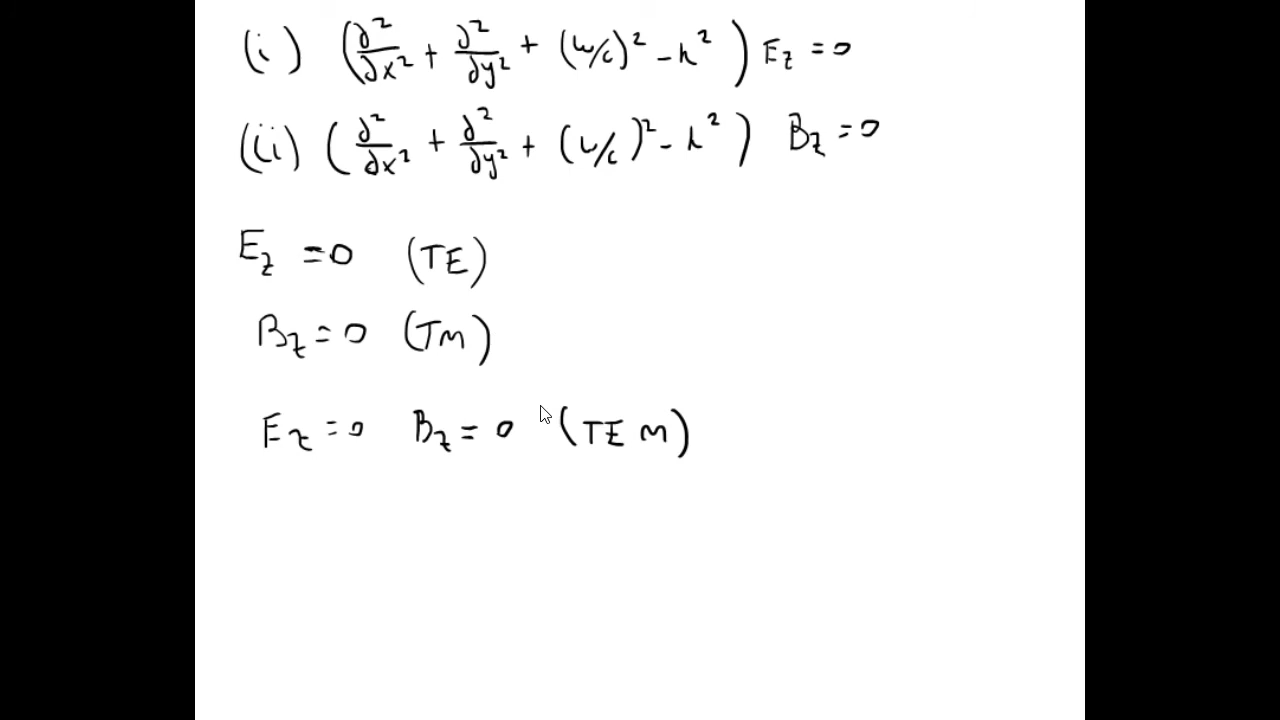 (i) (∂²/∂x² + ∂²/∂y² + (ω/c)² - k²) E_z = 0
(ii) (∂²/∂x² + ∂²/∂y² + (ω/c)² - k²) B_z = 0
E_z = 0 (TE)
B_z = 0 (TM)
E_z = 0 B_z = 0 (TEM)